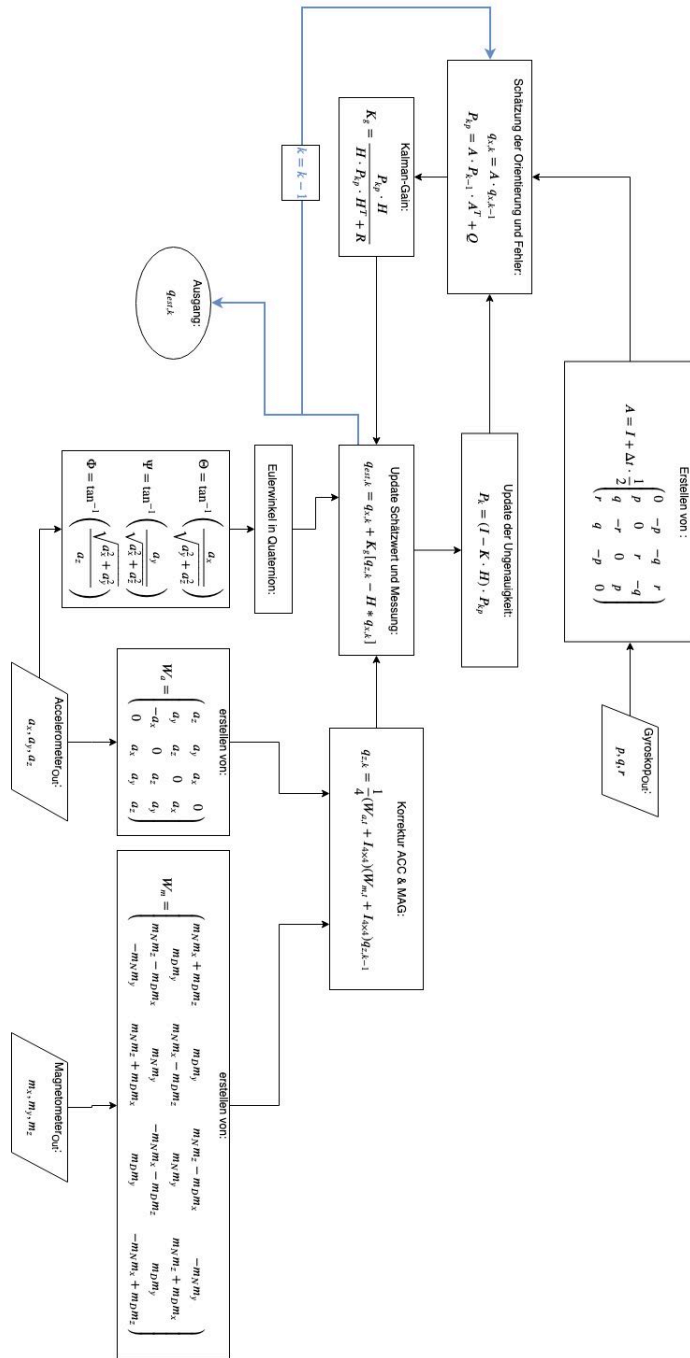 Gyroskop_Out:
p, q, r
Erstellen von :
A = I + Δt · 1/2 (0 −p −q r
p 0 r −q
q −r 0 p
r q −p 0)
Schätzung der Orientierung und Fehler:
q_{x,k} = A · q_{x,k−1}
P_{kp} = A · P_{k−1} · A^T + Q
Update der Ungenauigkeit:
P_k = (I − K · H) · P_{kp}
Kalman-Gain:
K_g = P_{kp} · H / (H · P_{kp} · H^T + R)
Update Schätzwert und Messung:
q_{est,k} = q_{x,k} + K_g[q_{z,k} − H * q_{x,k}]
Korrektur ACC & MAG:
q_{z,k} = 1/4 (W_{a,t} + I_{4×4})(W_{m,t} + I_{4×4})q_{z,k−1}
k = k − 1
Ausgang:
q_{est,k}
Eulerwinkel in Quaternion:
Θ = tan^{−1} (a_x / √(a_y^2 + a_z^2))
Ψ = tan^{−1} (a_y / √(a_x^2 + a_z^2))
Φ = tan^{−1} (√(a_x^2 + a_y^2) / a_z)
erstellen von:
W_a = (a_z a_y a_x 0
a_y a_z 0 a_x
−a_x 0 a_z a_y
0 a_x a_y a_z)
erstellen von:
W_m = (m_N m_x + m_D m_z m_D m_y m_N m_z − m_D m_x −m_N m_y
m_D m_y m_N m_x − m_D m_z m_N m_y m_N m_z + m_D m_x
m_N m_z − m_D m_x m_N m_y −m_N m_x − m_D m_z m_D m_y
−m_N m_y m_N m_z + m_D m_x m_D m_y −m_N m_x + m_D m_z)
Accelerometer_Out:
a_x, a_y, a_z
Magnetometer_Out:
m_x, m_y, m_z